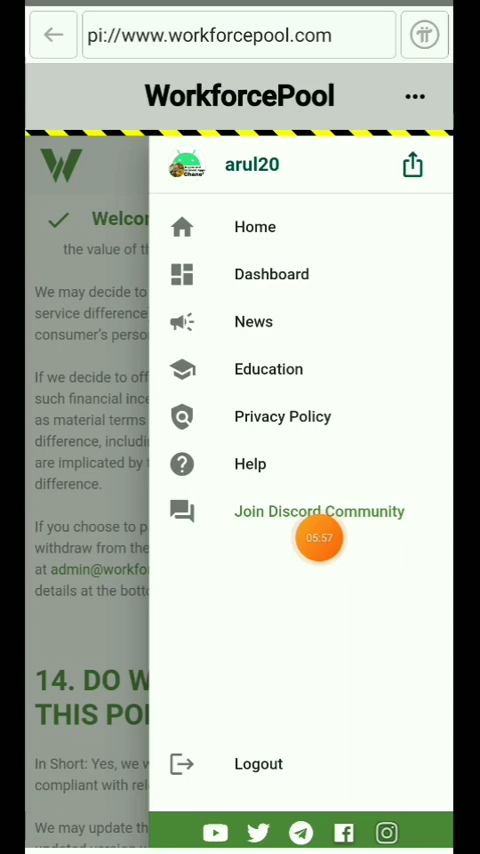 pi://www.workforcepool.com
WorkforcePool
arul20
Welcor
the value of th
Home
We may decide to
service difference
consumer's perso
Dashboard
News
If we decide to off
such financial ince
as material terms
difference, includi
are implicated by t
difference.
Education
Privacy Policy
Help
Join Discord Community
05:57
If you choose to p
withdraw from the
at admin@workfo
details at the botto
14. DO W
THIS POL
In Short: Yes, we w
compliant with rel
Logout
We may update th